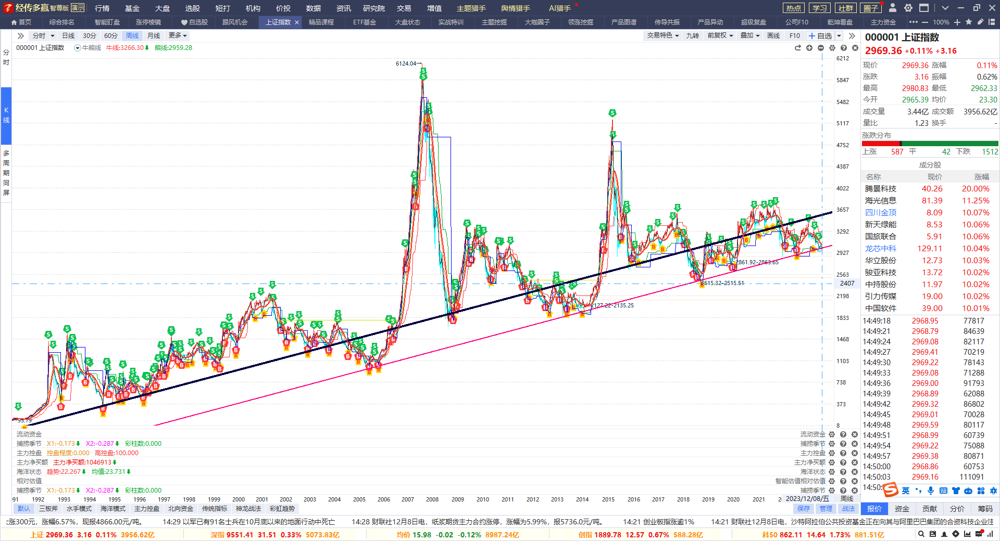 经传多赢 智尊版 演示 行情 基金 大盘 选股 短打 机构 价投 数据 资讯 研究院 交易 增值 主题猎手 舆情猎手 AI猎手 热点 学习 社群 圈子
首页 综合排名 智能盯盘 涨停棱镜 自选股 跟风机会 上证指数 精品课程 ETF基金 大盘状态 实战特训 主题挖掘 大咖圈子 领涨挖掘 产品图谱 传导共振 产品异动 超级复盘 公司F10 乾坤看盘 主力资金 100%
分时 日线 30分 60分 周线 月线 更多 交易特色 九转 前复权 叠加 画线 F10 自选
000001 上证指数 牛熊线 牛线:3266.30 熊线:2959.28
分时
K线
多周期同屏
6124.04
2861.92-2863.65
515.32-2515.51
2127.22-2135.25
95.79
6212
5847
5482
5117
4752
4387
4022
3657
3292
2927
2563
2407
2198
1833
1468
1103
738
373
8
流动资金 流动资金
捕捞季节 X1:-0.173 X2:-0.287 彩柱数:0.000 捕捞季节
主力控盘 控盘程度:0.000 高控盘:100.000 主力控盘
主力净买额 主力净买额:1046913 主力净买额
海洋状态 趋势:22.267 均值:23.731 海洋状态
相对估值 智能估值相对估值
捕捞季节 X1:-0.173 X2:-0.287 彩柱数:0.000 捕捞季节
91 1992 1993 1994 1995 1996 1997 1998 1999 2000 2001 2002 2003 2004 2005 2006 2007 2008 2009 2010 2011 2012 2013 2014 2015 2016 2017 2018 2019 2020 2021 2023/12/08/五 周线
默认 三板斧 水手模式 海洋模式 主力控盘 北向资金 传统指标 神龙战法 彩虹趋势 保存 管理 战法
000001 上证指数
2969.36 +0.11% +3.16
现价 2969.36 涨幅 0.11%
涨跌 3.16 振幅 0.62%
最高 2980.83 最低 2962.33
今开 2965.39 均价 23.30
成交量 3.44亿 成交额 3956.62亿
量比 1.23 换手 -
涨跌分布
上涨 587 平 42 下跌 1512
成分股
名称 现价 涨幅
腾景科技 40.26 20.00%
海光信息 81.39 11.25%
四川金顶 8.09 10.07%
新天绿能 8.53 10.06%
国旅联合 5.91 10.06%
龙芯中科 129.11 10.04%
华立股份 12.73 10.03%
骏亚科技 13.72 10.02%
中持股份 11.97 10.02%
引力传媒 19.00 10.02%
中国软件 39.00 10.01%
14:49:18 2968.95 77817
14:49:21 2968.79 84639
14:49:24 2969.08 82117
14:49:27 2969.41 70219
14:49:30 2969.22 78143
14:49:33 2969.08 71288
14:49:36 2969.00 91793
14:49:39 2968.89 62088
14:49:42 2969.32 86802
14:49:45 2969.01 70028
14:49:48 2969.59 80117
14:49:51 2968.99 60739
14:49:54 2969.22 75088
14:49:57 2969.38 80871
14:50:00 2968.86 60753
14:50:03 2969.16 111091
14:50: 英
报价 资金 贡献 分价 筹码
涨300元，涨幅6.57%，现报4866.00元/吨。 14:29 以军已有91名士兵在10月底以来的地面行动中死亡 14:28 财联社12月8日电，纸浆期货主力合约涨停，涨幅为5.99%，报5736.0元/吨。 14:21 创业板指涨逾1% 14:21 财联社12月8日电，沙特阿拉伯公共投资基金正在向其与阿里巴巴集团的合资科技企业注
上证 2969.36 3.16 0.11% 3956.62亿 深指 9551.41 31.51 0.33% 5073.83亿 均价 15.98 -0.02 -0.12% 8987.24亿 创指 1889.78 12.57 0.67% 588.28亿 科50 862.11 14.64 1.73% 881.51亿